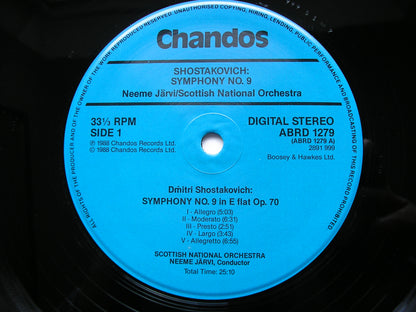 ALL RIGHTS OF THE PRODUCER AND OF THE OWNER OF THE WORK REPRODUCED RESERVED. UNAUTHORISED COPYING, HIRING, LENDING, PUBLIC PERFORMANCE AND BROADCASTING OF THIS RECORD PROHIBITED.
Chandos
SHOSTAKOVICH:
SYMPHONY NO. 9
Neeme Järvi/Scottish National Orchestra
33⅓ RPM
SIDE 1
℗ 1988 Chandos Records Ltd.
© 1988 Chandos Records Ltd.
DIGITAL STEREO
ABRD 1279
(ABRD 1279 A)
2691 999
Boosey & Hawkes Ltd.
Dmitri Shostakovich:
SYMPHONY NO. 9 in E flat Op. 70
I - Allegro (5:03)
II - Moderato (6:31)
III - Presto (2:51)
IV - Largo (3:43)
V - Allegretto (6:55)
SCOTTISH NATIONAL ORCHESTRA
NEEME JÄRVI, Conductor
Total Time: 25:10